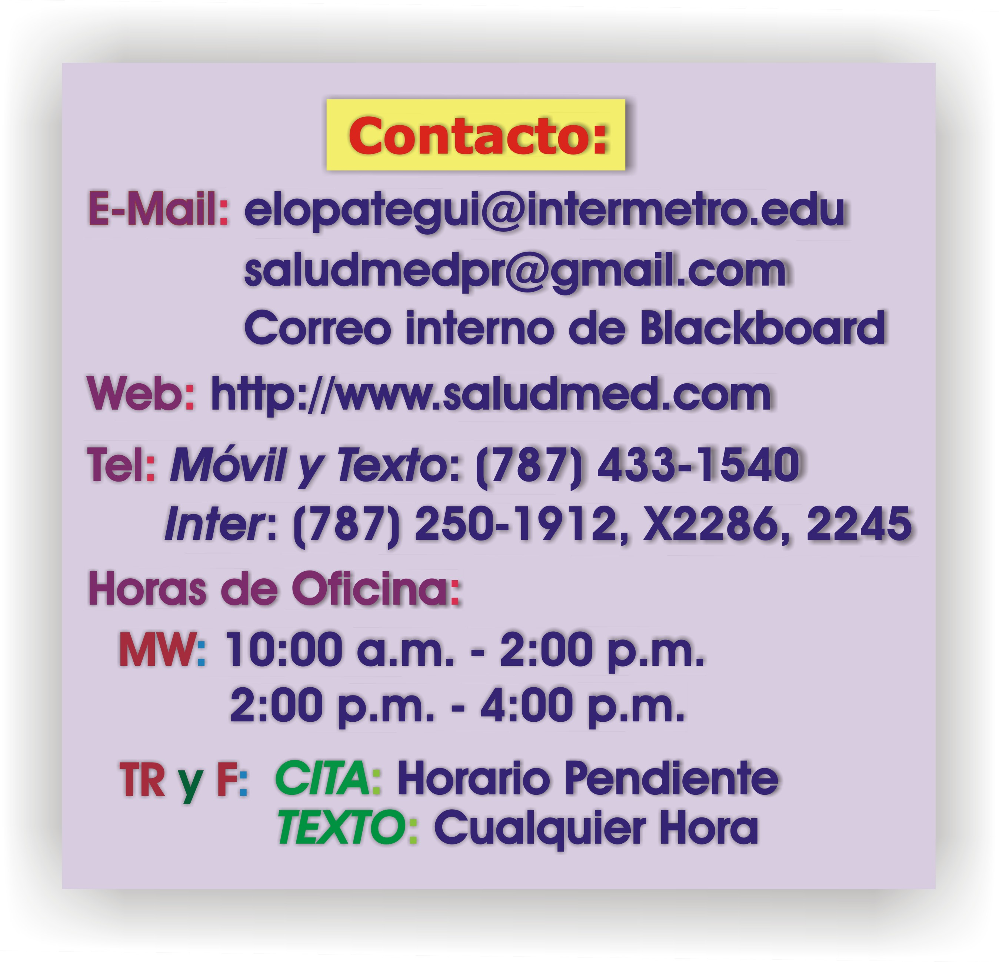 Contacto:
E-Mail: elopategui@intermetro.edu
saludmedpr@gmail.com
Correo interno de Blackboard
Web: http://www.saludmed.com
Tel: Móvil y Texto: (787) 433-1540
Inter: (787) 250-1912, X2286, 2245
Horas de Oficina:
MW: 10:00 a.m. - 2:00 p.m.
2:00 p.m. - 4:00 p.m.
TR y F: CITA: Horario Pendiente
TEXTO: Cualquier Hora